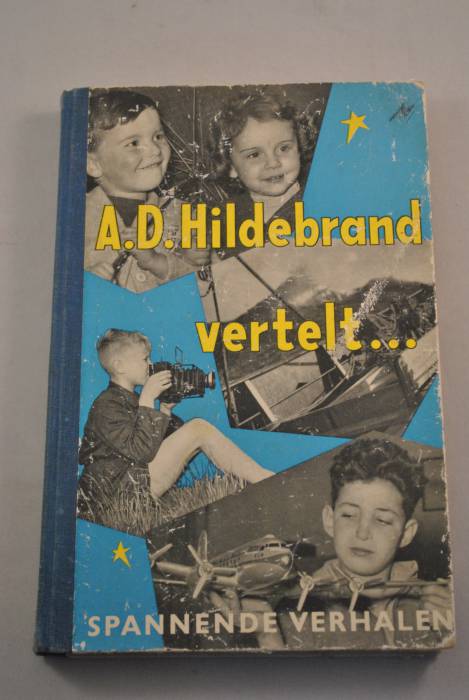 A.D. Hildebrand
vertelt...
SPANNENDE VERHALEN